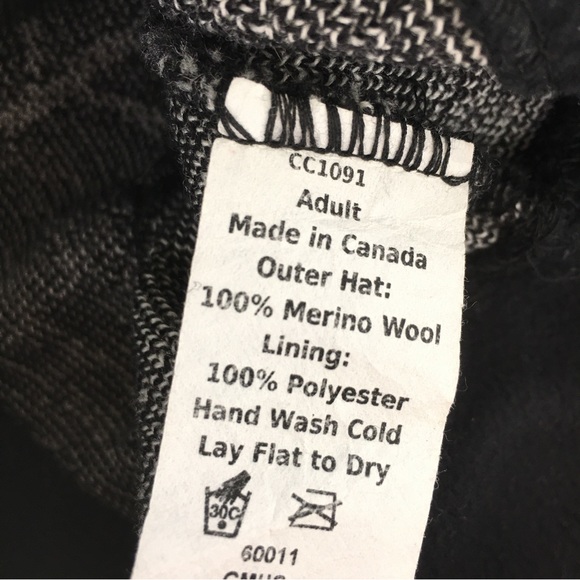 CC1091
Adult
Made in Canada
Outer Hat:
100% Merino Wool
Lining:
100% Polyester
Hand Wash Cold
Lay Flat to Dry
30C
60011